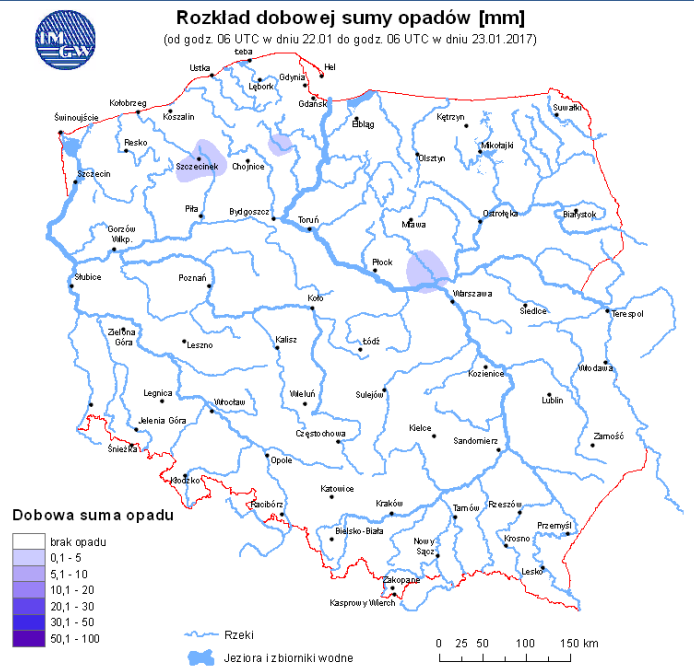 IM
GW
Rozkład dobowej sumy opadów [mm]
(od godz. 06 UTC w dniu 22.01 do godz. 06 UTC w dniu 23.01.2017)
Łeba
Ustka
Hel
Gdynia
Lębork
Gdańsk
Kołobrzeg
Koszalin
Suwałki
Świnoujście
Elbląg
Kętrzyn
Resko
Mikołajki
Olsztyn
Szczecinek
Chojnice
Szczecin
Piła
Bydgoszcz
Toruń
Mława
Ostrołęka
Białystok
Gorzów
Wlkp.
Płock
Słubice
Poznań
Warszawa
Koło
Siedlce
Terespol
Zielona
Góra
Leszno
Kalisz
Łódź
Włodawa
Kozienice
Legnica
Wrocław
Wieluń
Sulejów
Lublin
Jelenia Góra
Częstochowa
Kielce
Sandomierz
Zamość
Śnieżka
Opole
Kłodzko
Katowice
Racibórz
Kraków
Tarnów
Rzeszów
Przemyśl
Bielsko-Biała
Nowy
Sącz
Krosno
Lesko
Zakopane
Kasprowy Wierch
Dobowa suma opadu
brak opadu
0,1 - 5
5,1 - 10
10,1 - 20
20,1 - 30
30,1 - 50
50,1 - 100
Rzeki
Jeziora i zbiorniki wodne
0 25 50 100 150 km